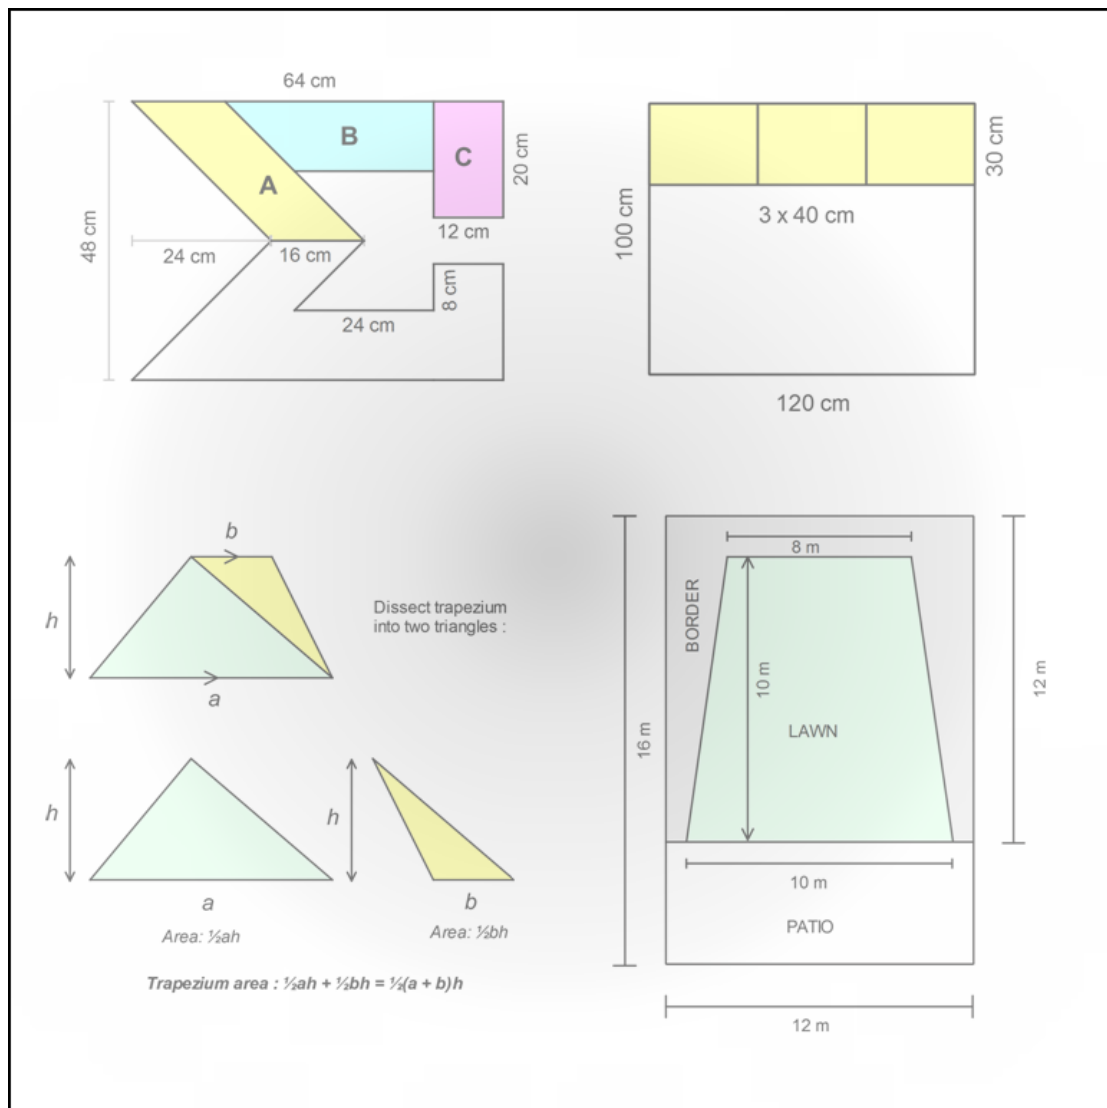 64 cm
B
C
A
20 cm
48 cm
24 cm
16 cm
12 cm
8 cm
24 cm
30 cm
100 cm
3 x 40 cm
120 cm
b
h
a
Dissect trapezium
into two triangles :
h
a
Area: ½ah
h
b
Area: ½bh
Trapezium area : ½ah + ½bh = ½(a + b)h
8 m
BORDER
10 m
12 m
16 m
LAWN
10 m
PATIO
12 m